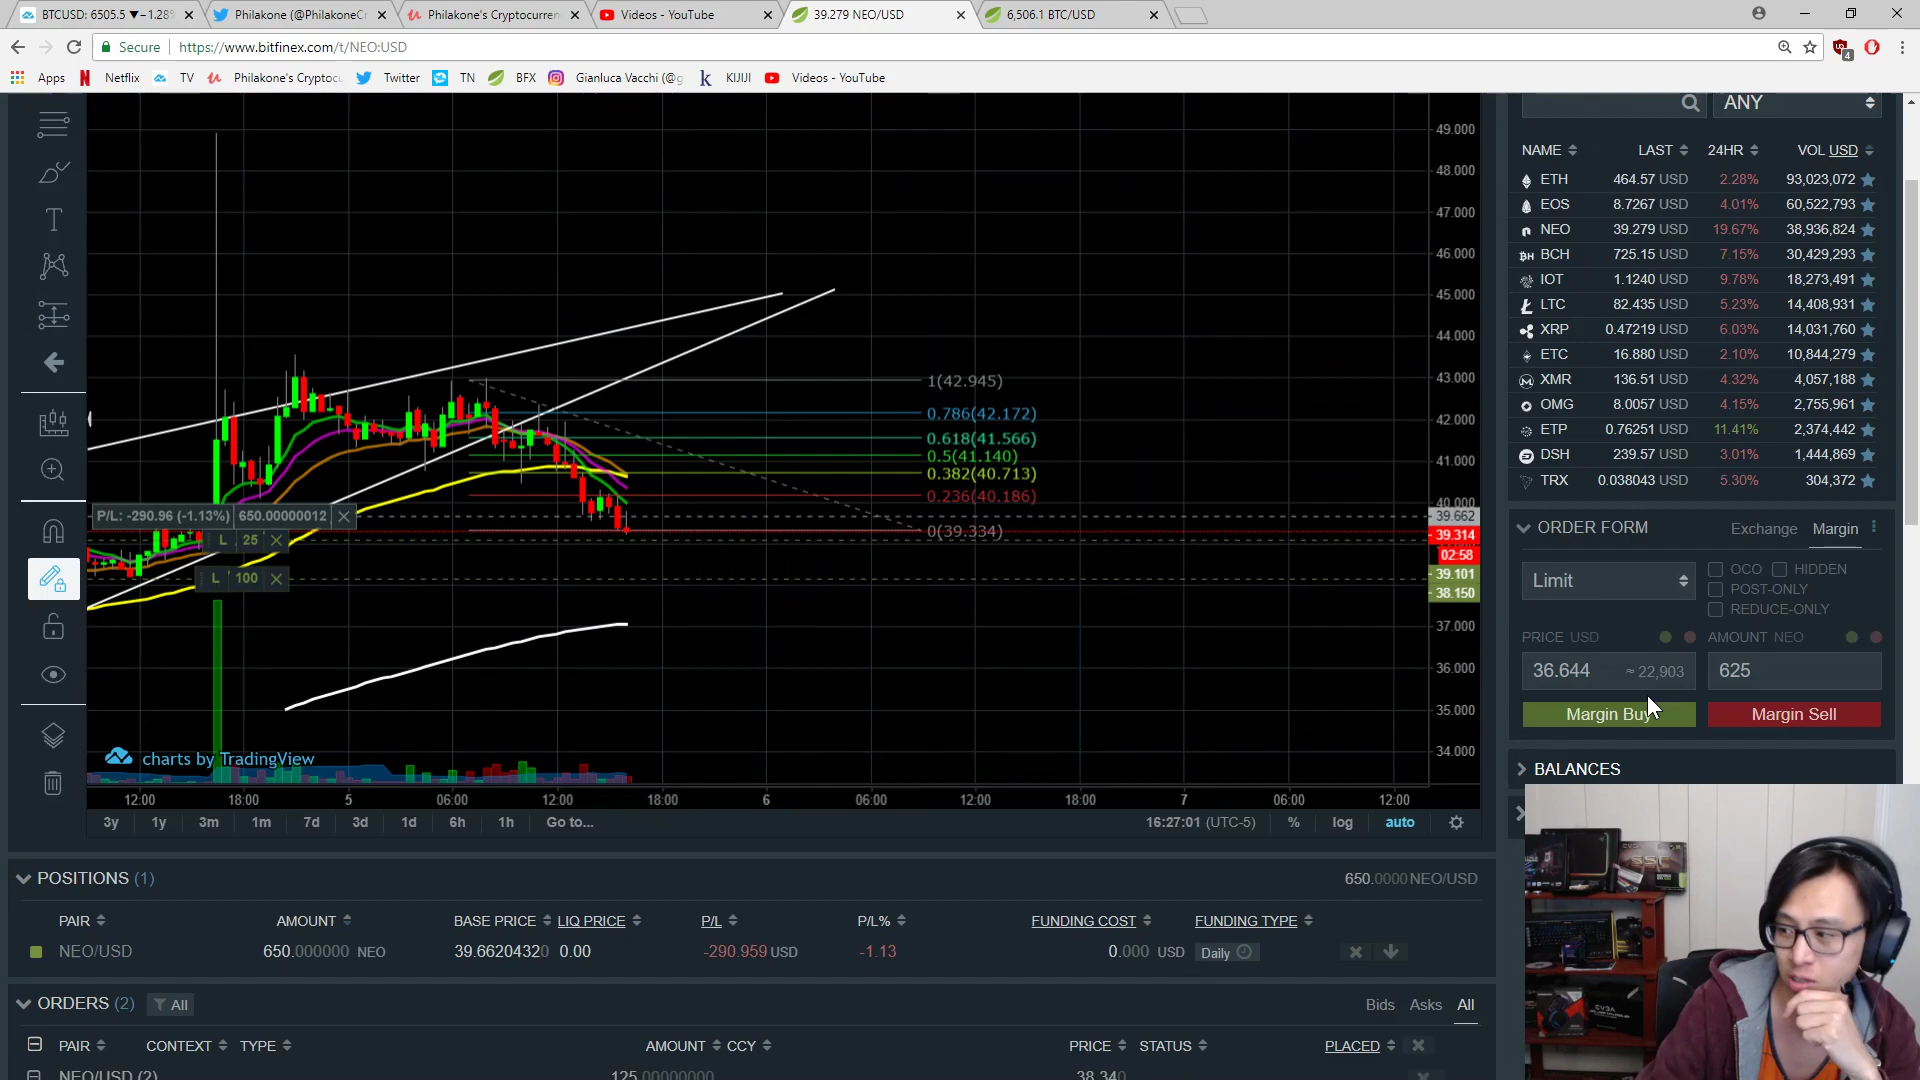 BTCUSD: 6505.5 ▼−1.28%
Philakone (@PhilakoneCr
Philakone's Cryptocurren
Videos - YouTube
39.279 NEO/USD
6,506.1 BTC/USD
Secure
https://www.bitfinex.com/t/NEO:USD
4
Apps
Netflix
TV
Philakone's Cryptocu
Twitter
TN
BFX
Gianluca Vacchi (@g
KIJIJI
Videos - YouTube
49.000
48.000
47.000
46.000
45.000
44.000
43.000
42.000
41.000
40.000
39.662
39.314
02:58
39.101
38.150
37.000
36.000
35.000
34.000
1(42.945)
0.786(42.172)
0.618(41.566)
0.5(41.140)
0.382(40.713)
0.236(40.186)
0(39.334)
P/L: -290.96 (-1.13%) 650.00000012
L 25
L 100
charts by TradingView
12:00 18:00 5 06:00 12:00 18:00 6 06:00 12:00 18:00 7 06:00 12:00
3y 1y 3m 1m 7d 3d 1d 6h 1h Go to...
16:27:01 (UTC-5) % log auto
ANY
NAME LAST 24HR VOL USD
ETH 464.57 USD 2.28% 93,023,072
EOS 8.7267 USD 4.01% 60,522,793
NEO 39.279 USD 19.67% 38,936,824
BCH 725.15 USD 7.15% 30,429,293
IOT 1.1240 USD 9.78% 18,273,491
LTC 82.435 USD 5.23% 14,408,931
XRP 0.47219 USD 6.03% 14,031,760
ETC 16.880 USD 2.10% 10,844,279
XMR 136.51 USD 4.32% 4,057,188
OMG 8.0057 USD 4.15% 2,755,961
ETP 0.76251 USD 11.41% 2,374,442
DSH 239.57 USD 3.01% 1,444,869
TRX 0.038043 USD 5.30% 304,372
ORDER FORM Exchange Margin
Limit
OCO HIDDEN
POST-ONLY
REDUCE-ONLY
PRICE USD AMOUNT NEO
36.644 ≈ 22,903 625
Margin Buy Margin Sell
BALANCES
POSITIONS (1) 650.0000 NEO/USD
PAIR AMOUNT BASE PRICE LIQ PRICE P/L P/L% FUNDING COST FUNDING TYPE
NEO/USD 650.000000 NEO 39.66204320 0.00 -290.959 USD -1.13 0.000 USD Daily
ORDERS (2) All Bids Asks All
PAIR CONTEXT TYPE AMOUNT CCY PRICE STATUS PLACED
NEO/USD (2) 125.00000000 38.340